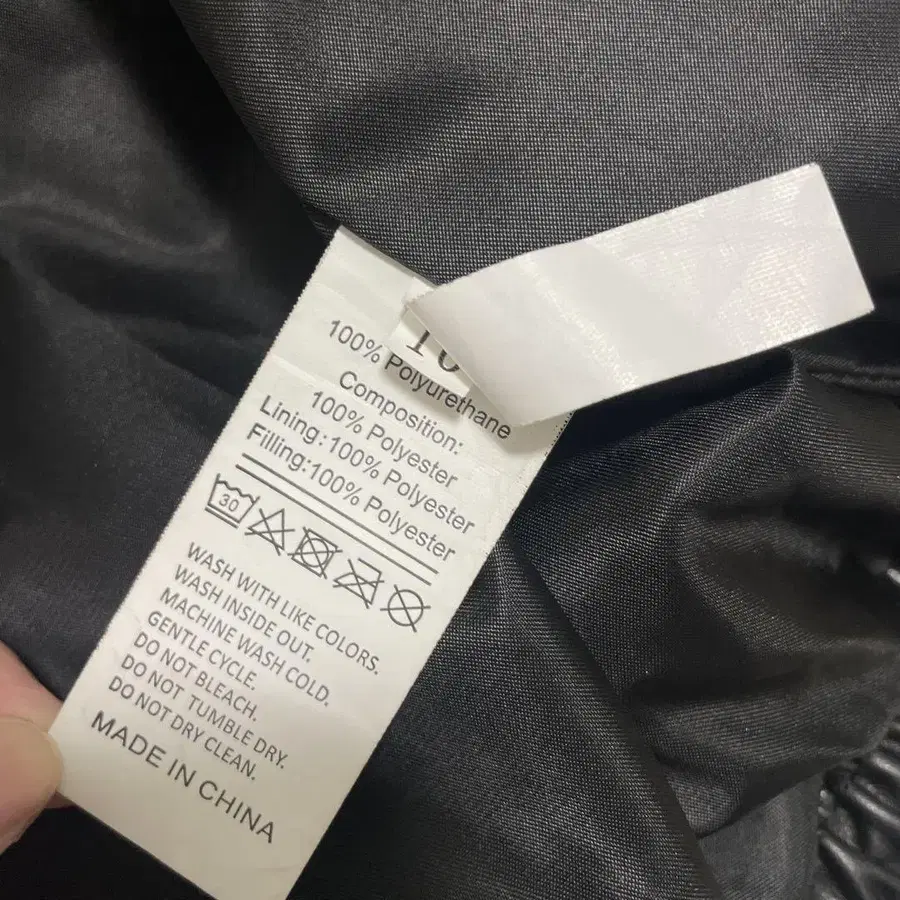 100% Polyurethane
Composition:
100% Polyester
Lining:100% Polyester
Filling:100% Polyester
30
WASH WITH LIKE COLORS.
WASH INSIDE OUT.
MACHINE WASH COLD.
GENTLE CYCLE.
DO NOT BLEACH.
DO NOT TUMBLE DRY.
DO NOT DRY CLEAN.
MADE IN CHINA